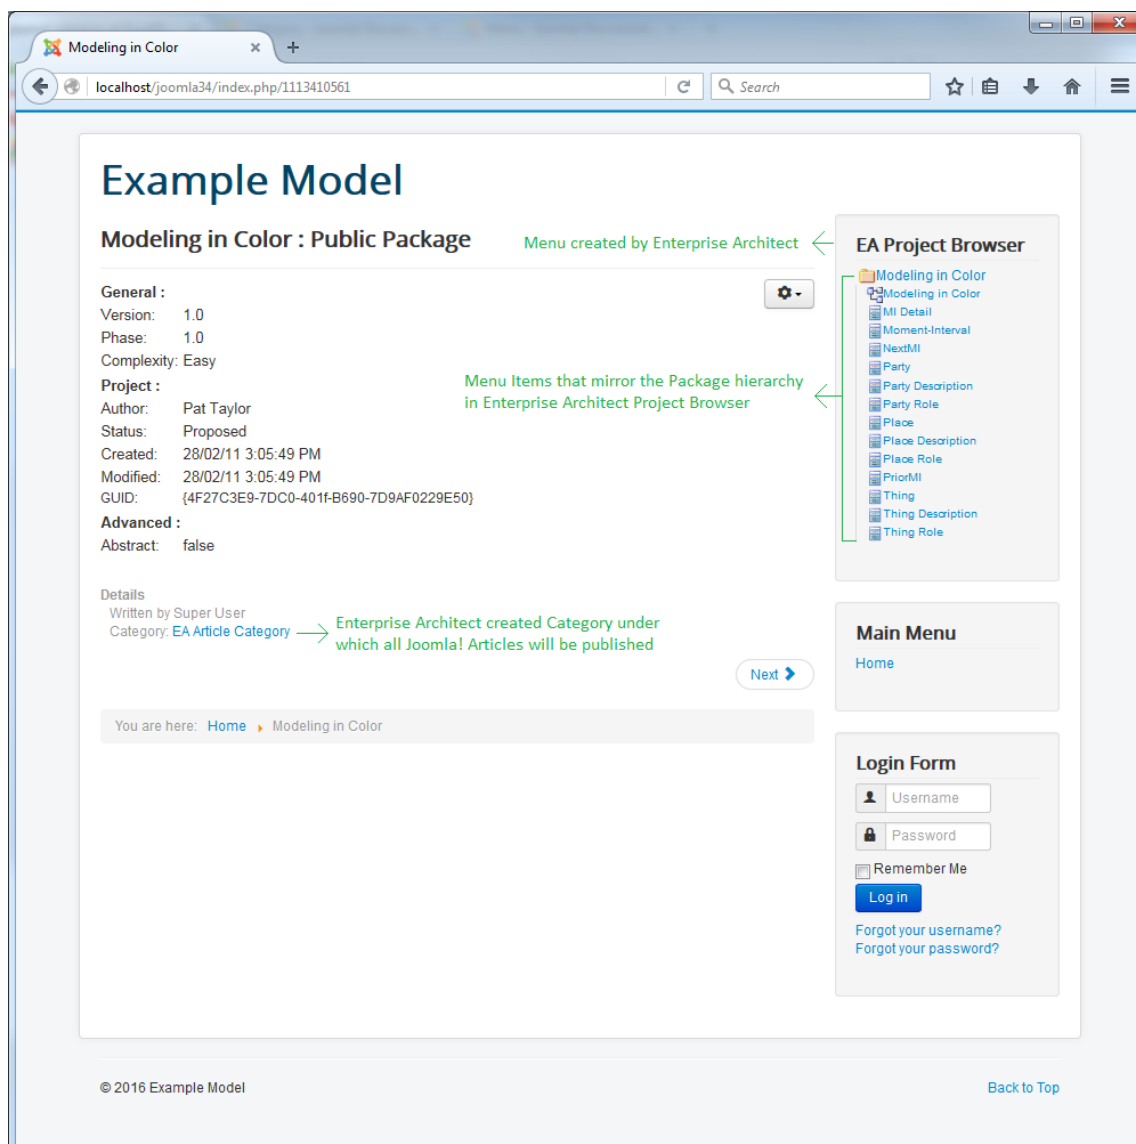 Modeling in Color
localhost/joomla34/index.php/1113410561
Search
Example Model
Modeling in Color : Public Package
Menu created by Enterprise Architect
General :
Version: 1.0
Phase: 1.0
Complexity: Easy
Project :
Author: Pat Taylor
Status: Proposed
Created: 28/02/11 3:05:49 PM
Modified: 28/02/11 3:05:49 PM
GUID: {4F27C3E9-7DC0-401f-B690-7D9AF0229E50}
Advanced :
Abstract: false
Menu Items that mirror the Package hierarchy
in Enterprise Architect Project Browser
Details
Written by Super User
Category: EA Article Category
Enterprise Architect created Category under
which all Joomla! Articles will be published
Next
You are here: Home Modeling in Color
EA Project Browser
Modeling in Color
Modeling in Color
MI Detail
Moment-Interval
NextMI
Party
Party Description
Party Role
Place
Place Description
Place Role
PriorMI
Thing
Thing Description
Thing Role
Main Menu
Home
Login Form
Username
Password
Remember Me
Log in
Forgot your username?
Forgot your password?
© 2016 Example Model
Back to Top